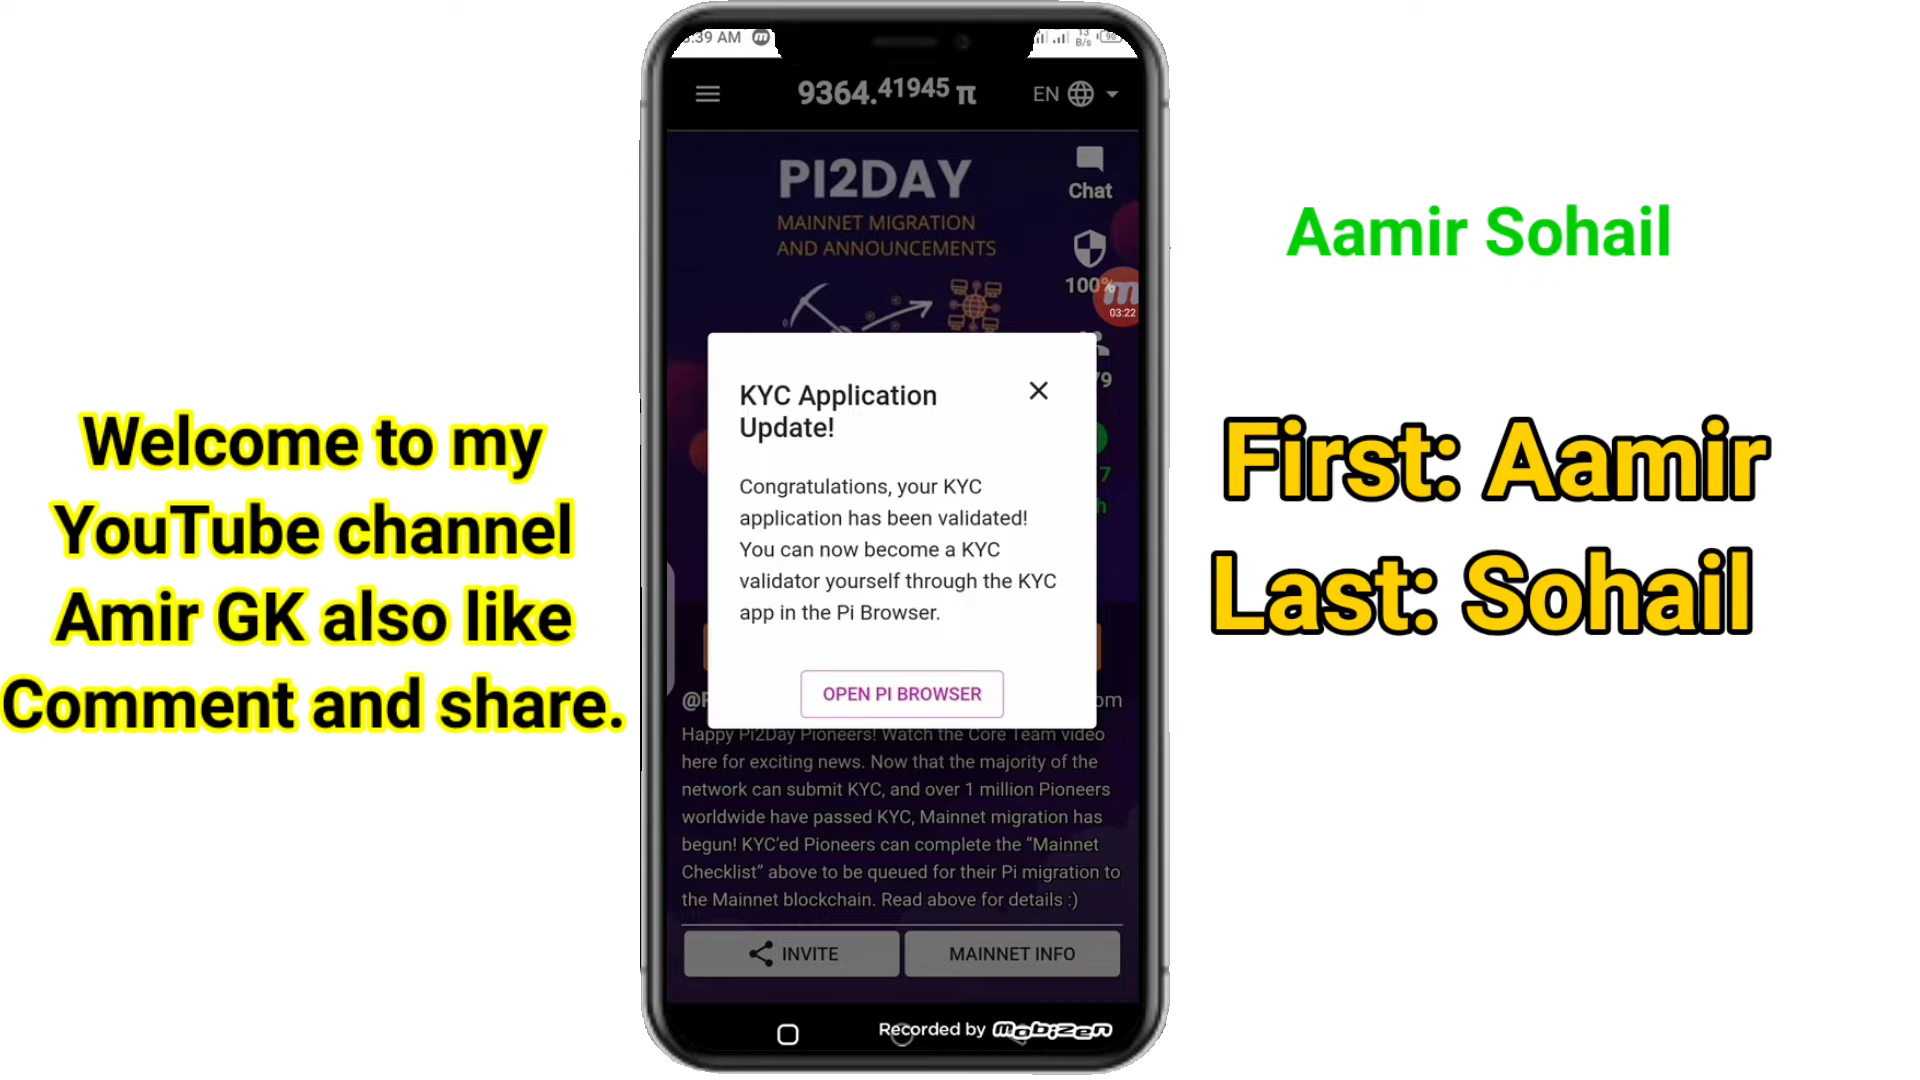 Welcome to my
YouTube channel
Amir GK also like
Comment and share.
:39 AM
13
B/s
90
9364.41945 π
EN
PI2DAY
MAINNET MIGRATION
AND ANNOUNCEMENTS
Chat
100%
03:22
KYC Application
Update!
Congratulations, your KYC
application has been validated!
You can now become a KYC
validator yourself through the KYC
app in the Pi Browser.
OPEN PI BROWSER
Happy Pi2Day Pioneers! Watch the Core Team video
here for exciting news. Now that the majority of the
network can submit KYC, and over 1 million Pioneers
worldwide have passed KYC, Mainnet migration has
begun! KYC’ed Pioneers can complete the “Mainnet
Checklist” above to be queued for their Pi migration to
the Mainnet blockchain. Read above for details :)
INVITE
MAINNET INFO
Recorded by mobizen
Aamir Sohail
First: Aamir
Last: Sohail